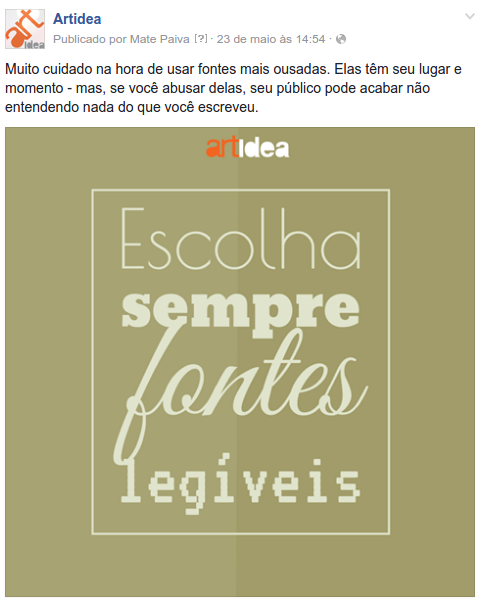 art
idea
Artidea
Publicado por Mate Paiva [?] · 23 de maio às 14:54 ·
Muito cuidado na hora de usar fontes mais ousadas. Elas têm seu lugar e
momento - mas, se você abusar delas, seu público pode acabar não
entendendo nada do que você escreveu.
artidea
Escolha
sempre
fontes
legíveis